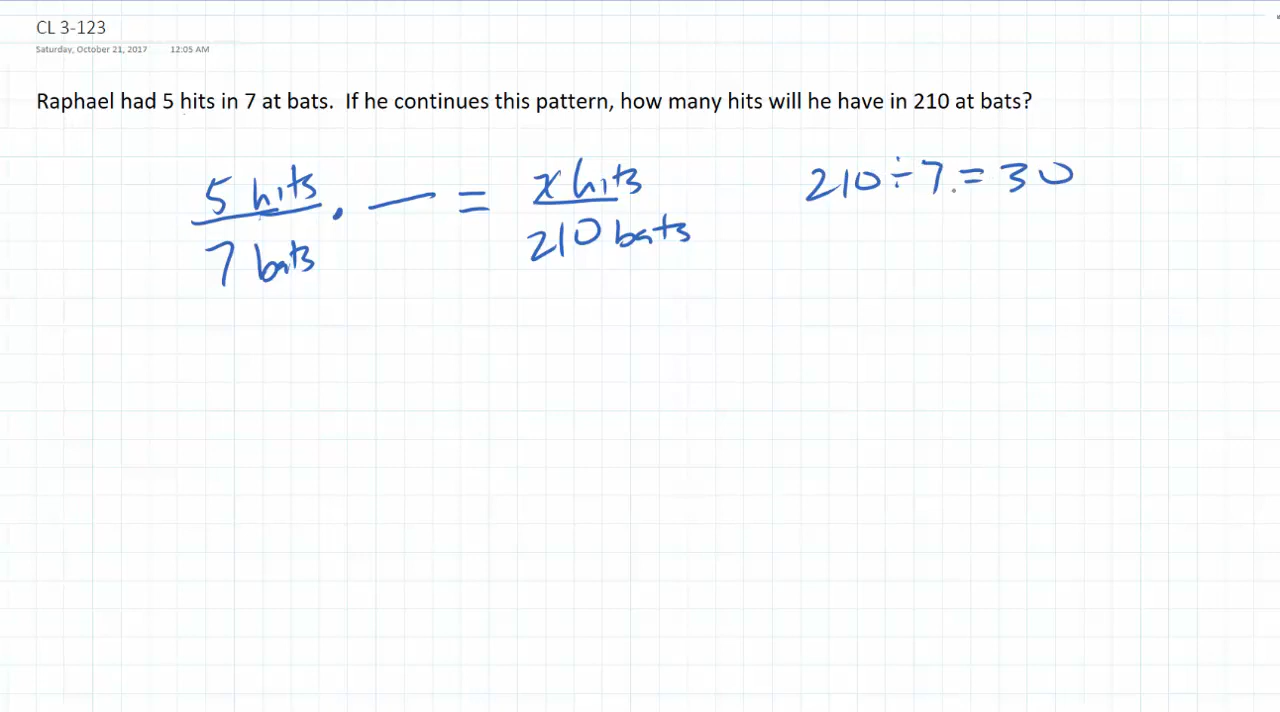 CL 3-123
Saturday, October 21, 2017 12:05 AM
Raphael had 5 hits in 7 at bats. If he continues this pattern, how many hits will he have in 210 at bats?
5 hits · — = x hits 210 ÷ 7 = 30
7 bats 210 bats